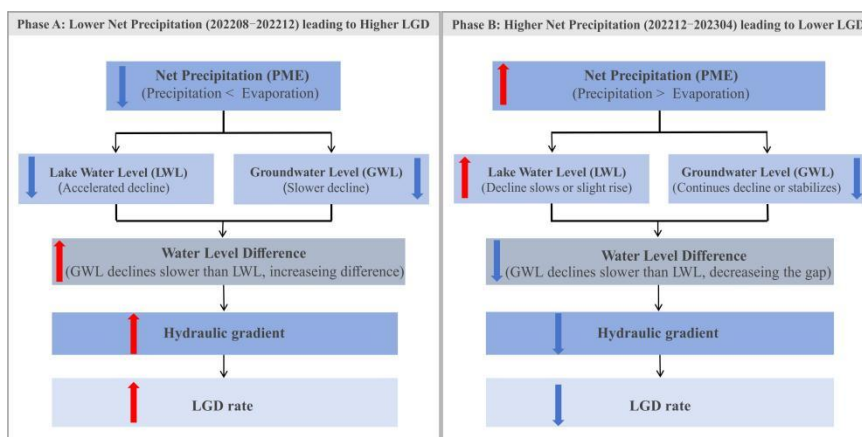 Phase A: Lower Net Precipitation (202208−202212) leading to Higher LGD
Net Precipitation (PME)
(Precipitation < Evaporation)
Lake Water Level (LWL)
(Accelerated decline)
Groundwater Level (GWL)
(Slower decline)
Water Level Difference
(GWL declines slower than LWL, increaseing difference)
Hydraulic gradient
LGD rate
Phase B: Higher Net Precipitation (202212−202304) leading to Lower LGD
Net Precipitation (PME)
(Precipitation > Evaporation)
Lake Water Level (LWL)
(Decline slows or slight rise)
Groundwater Level (GWL)
(Continues decline or stabilizes)
Water Level Difference
(GWL declines slower than LWL, decreaseing the gap)
Hydraulic gradient
LGD rate